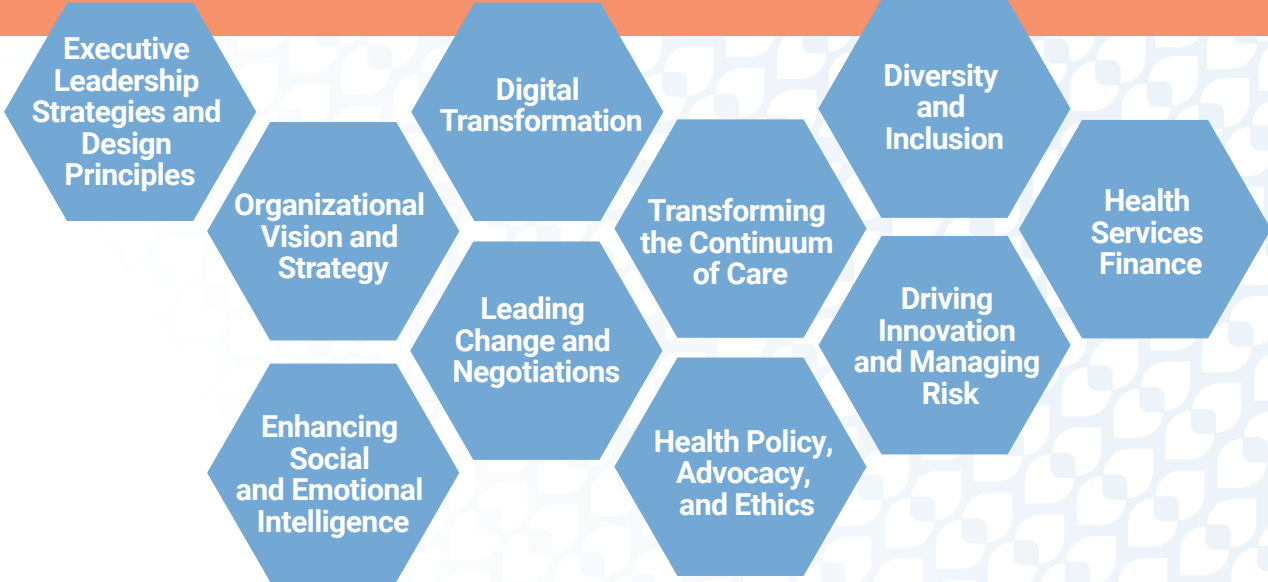 Executive
Leadership
Strategies and
Design
Principles
Organizational
Vision and
Strategy
Enhancing
Social
and Emotional
Intelligence
Digital
Transformation
Leading
Change and
Negotiations
Transforming
the Continuum
of Care
Health Policy,
Advocacy,
and Ethics
Diversity
and
Inclusion
Driving
Innovation
and Managing
Risk
Health
Services
Finance